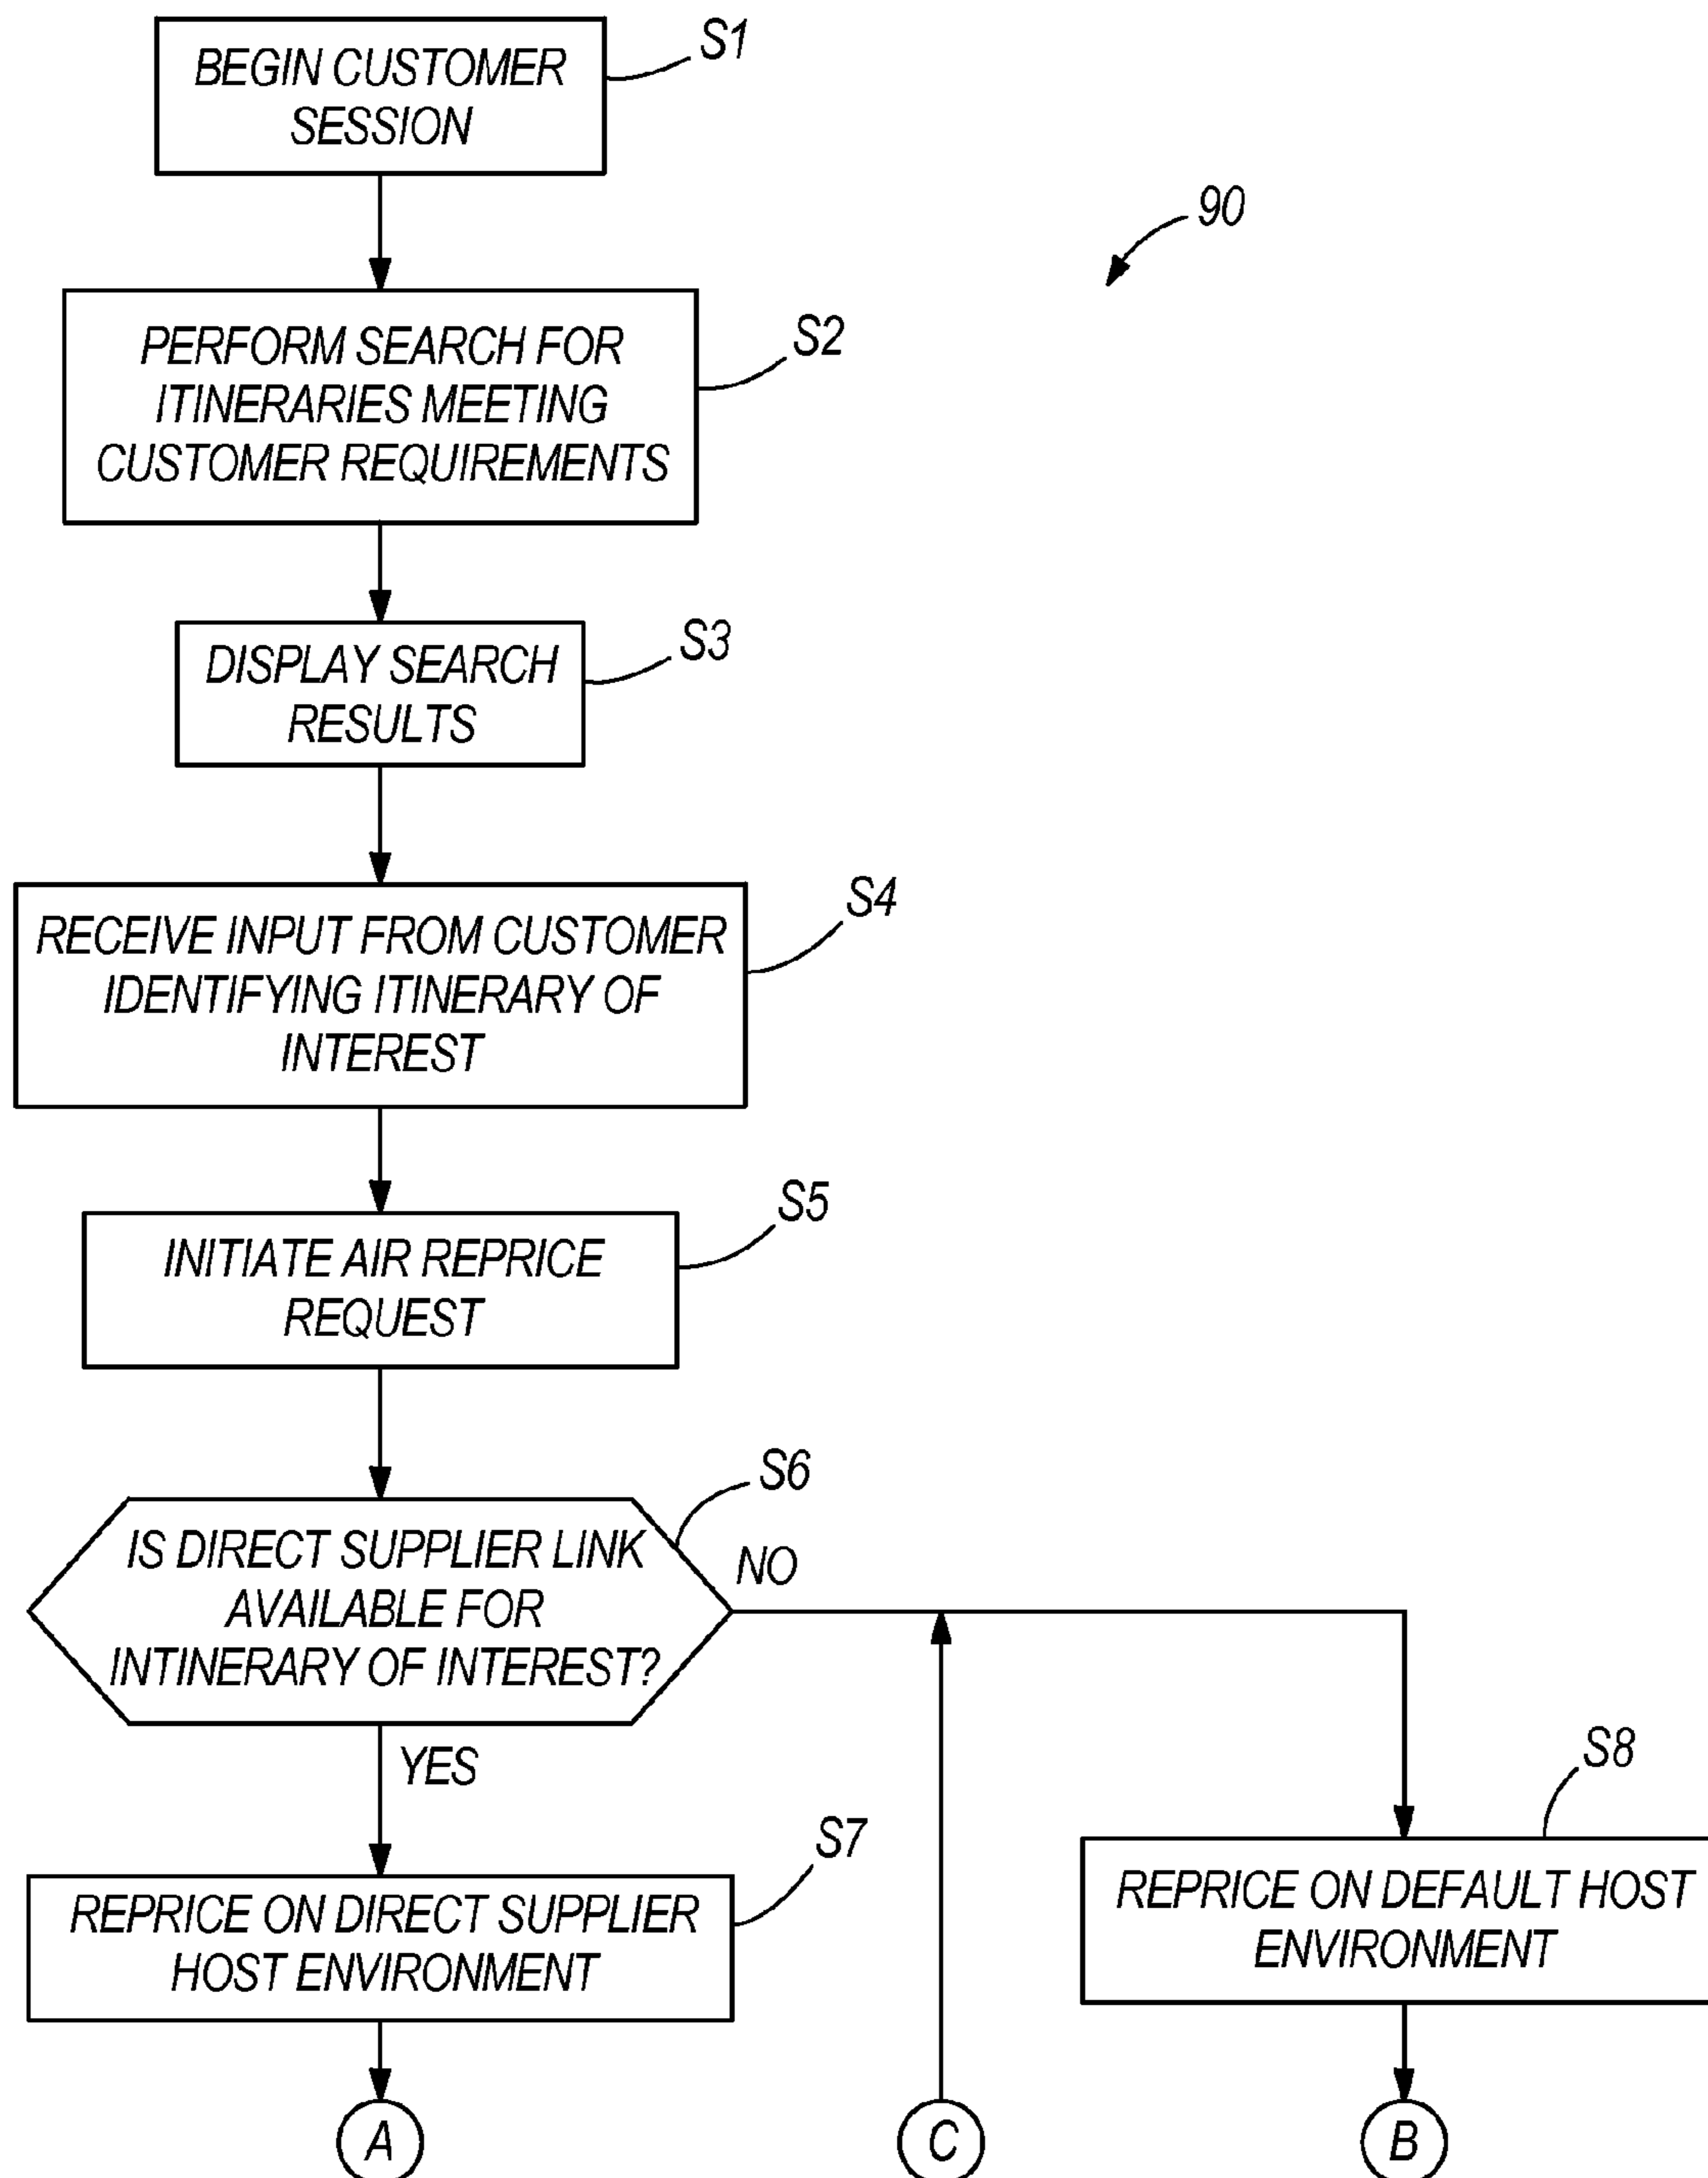 BEGIN CUSTOMER
SESSION
S1
90
PERFORM SEARCH FOR
ITINERARIES MEETING
CUSTOMER REQUIREMENTS
S2
DISPLAY SEARCH
RESULTS
S3
RECEIVE INPUT FROM CUSTOMER
IDENTIFYING ITINERARY OF
INTEREST
S4
INITIATE AIR REPRICE
REQUEST
S5
IS DIRECT SUPPLIER LINK
AVAILABLE FOR
INTINERARY OF INTEREST?
S6
NO
YES
REPRICE ON DIRECT SUPPLIER
HOST ENVIRONMENT
S7
REPRICE ON DEFAULT HOST
ENVIRONMENT
S8
A
C
B